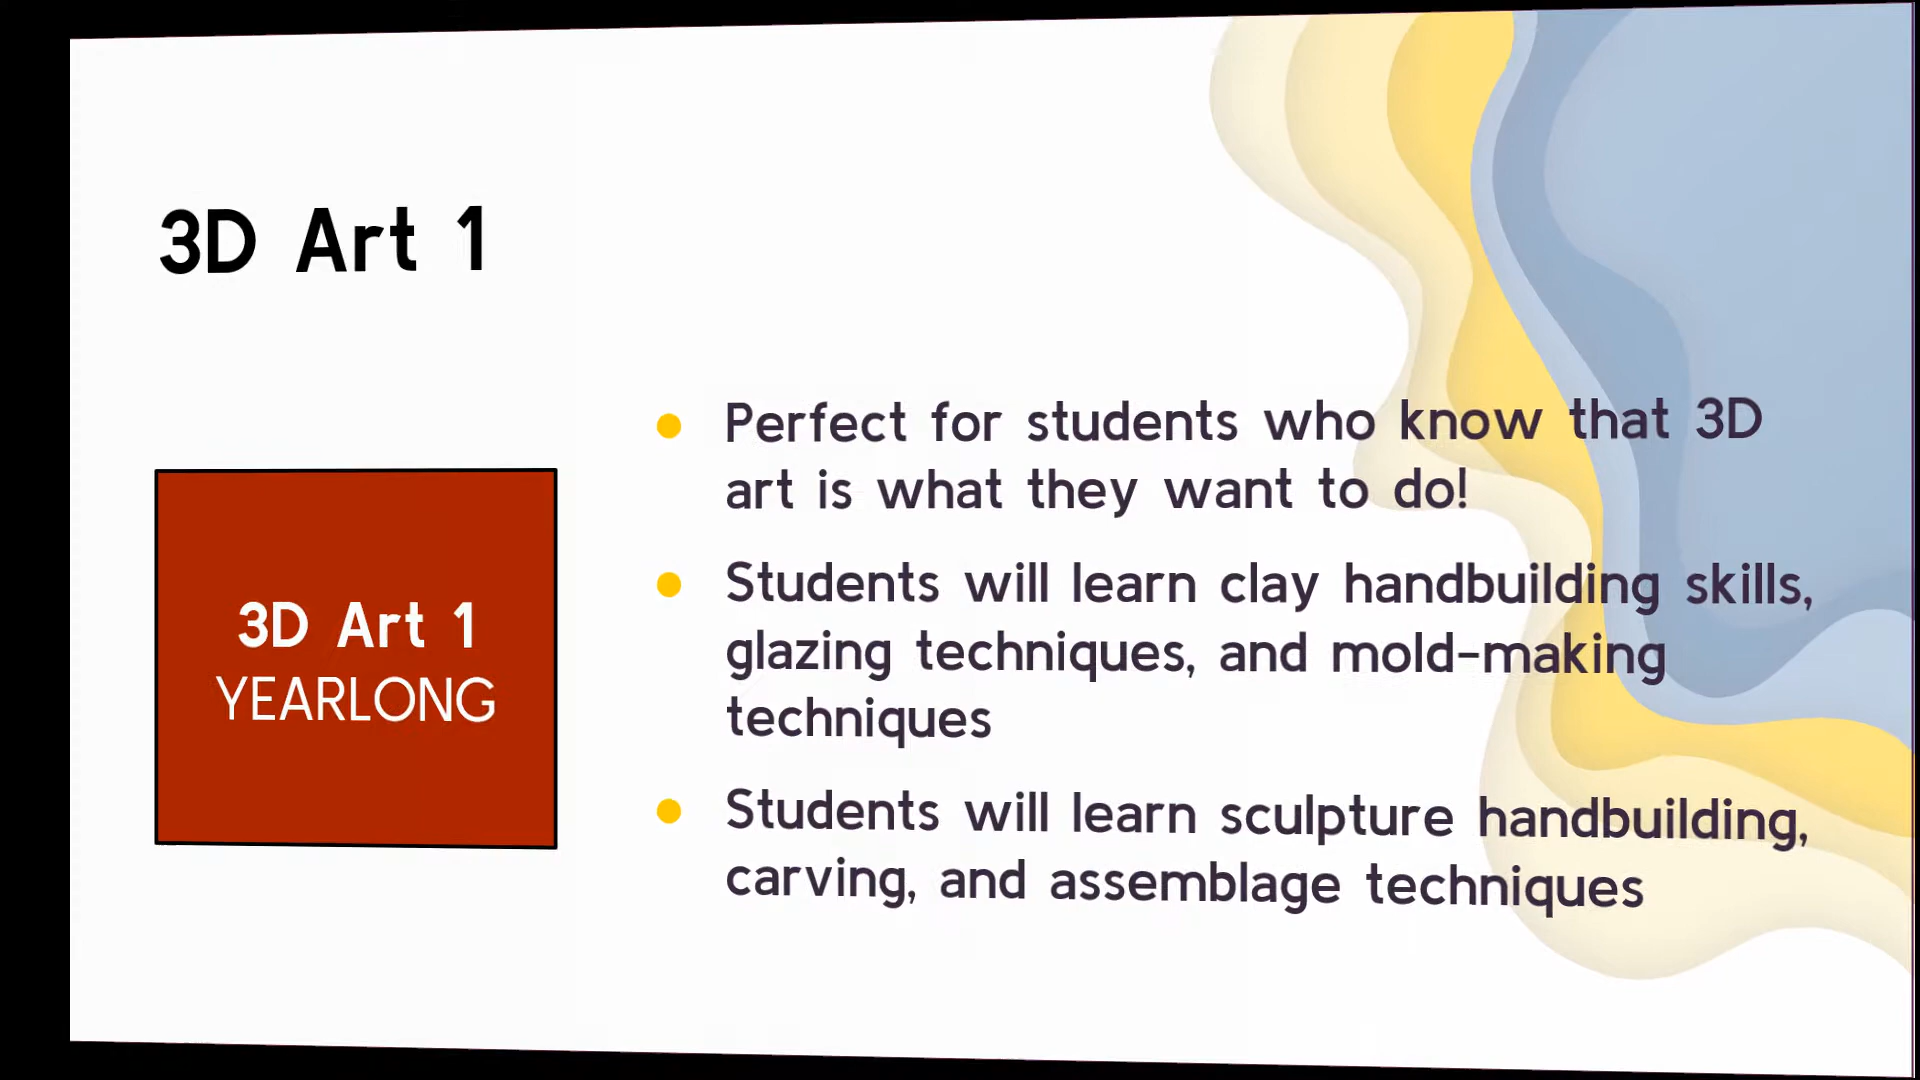 3D Art 1
3D Art 1
YEARLONG
Perfect for students who know that 3D
art is what they want to do!
Students will learn clay handbuilding skills,
glazing techniques, and mold-making
techniques
Students will learn sculpture handbuilding,
carving, and assemblage techniques